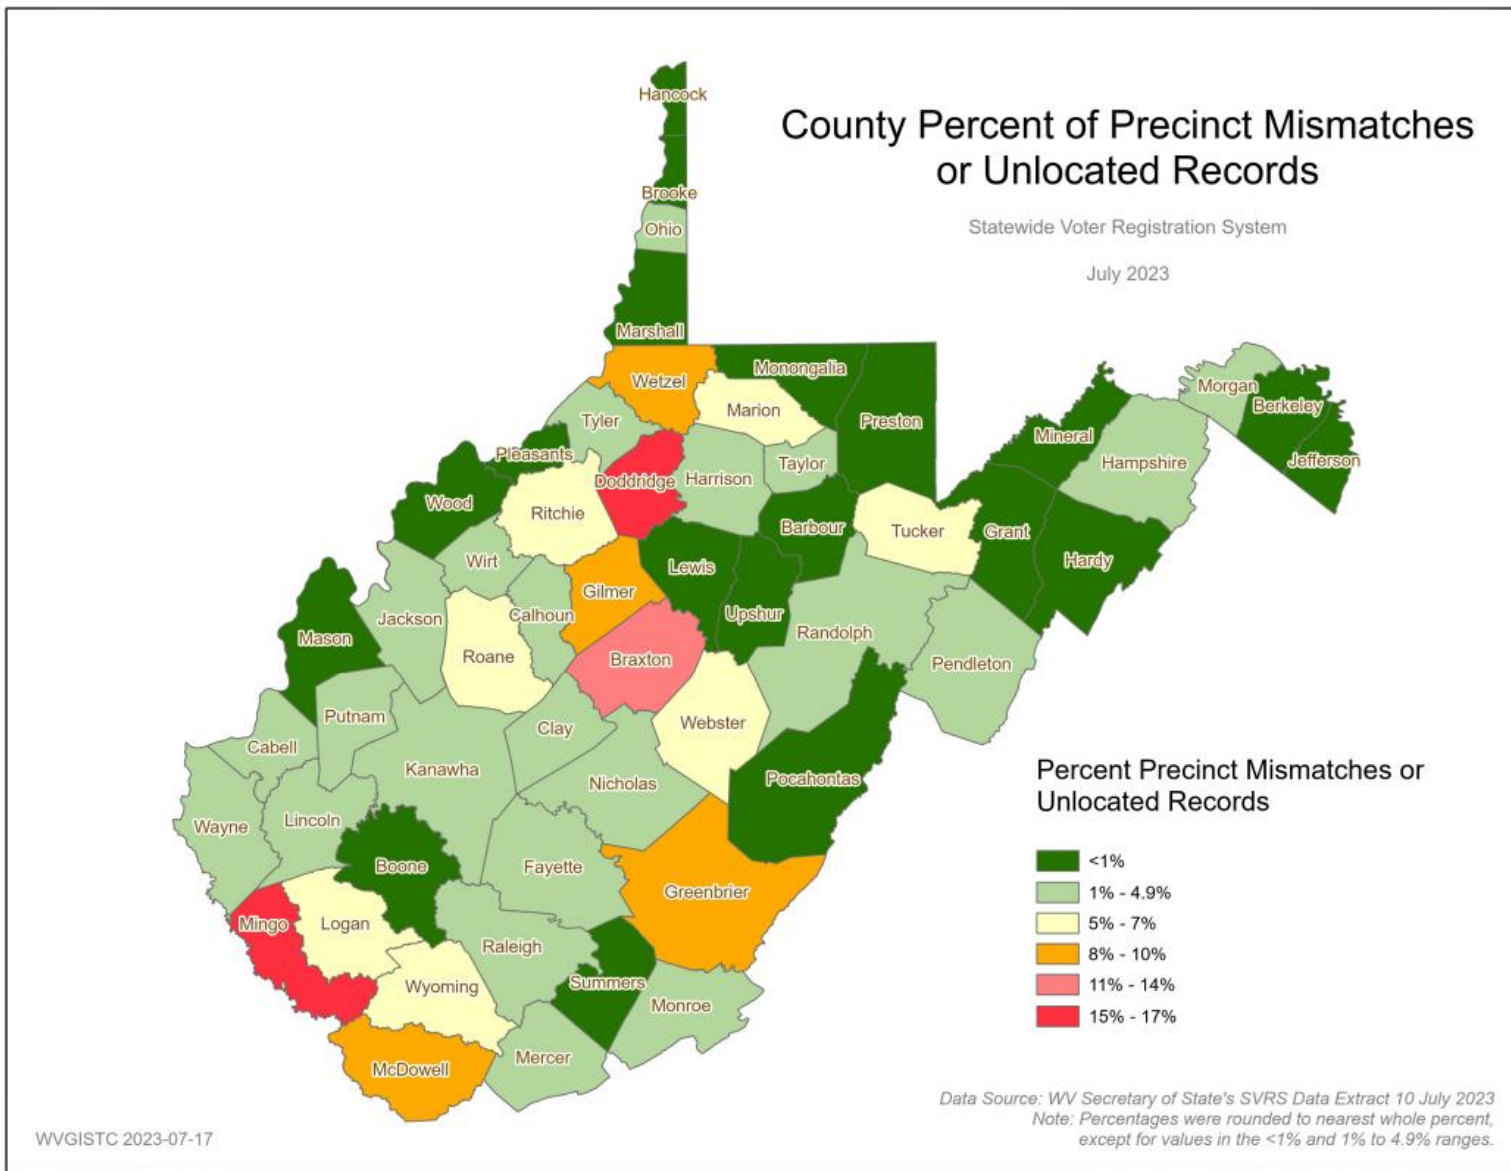 County Percent of Precinct Mismatches
or Unlocated Records
Statewide Voter Registration System
July 2023
Hancock
Brooke
Ohio
Marshall
Wetzel
Monongalia
Marion
Preston
Tyler
Pleasants
Doddridge
Harrison
Taylor
Wood
Ritchie
Barbour
Tucker
Grant
Mineral
Hampshire
Morgan
Berkeley
Jefferson
Hardy
Wirt
Lewis
Gilmer
Upshur
Calhoun
Jackson
Mason
Roane
Braxton
Randolph
Pendleton
Putnam
Clay
Webster
Cabell
Kanawha
Nicholas
Pocahontas
Wayne
Lincoln
Boone
Fayette
Greenbrier
Mingo
Logan
Raleigh
Wyoming
Summers
Monroe
McDowell
Mercer
Percent Precinct Mismatches or
Unlocated Records
<1%
1% - 4.9%
5% - 7%
8% - 10%
11% - 14%
15% - 17%
Data Source: WV Secretary of State's SVRS Data Extract 10 July 2023
Note: Percentages were rounded to nearest whole percent,
except for values in the <1% and 1% to 4.9% ranges.
WVGISTC 2023-07-17